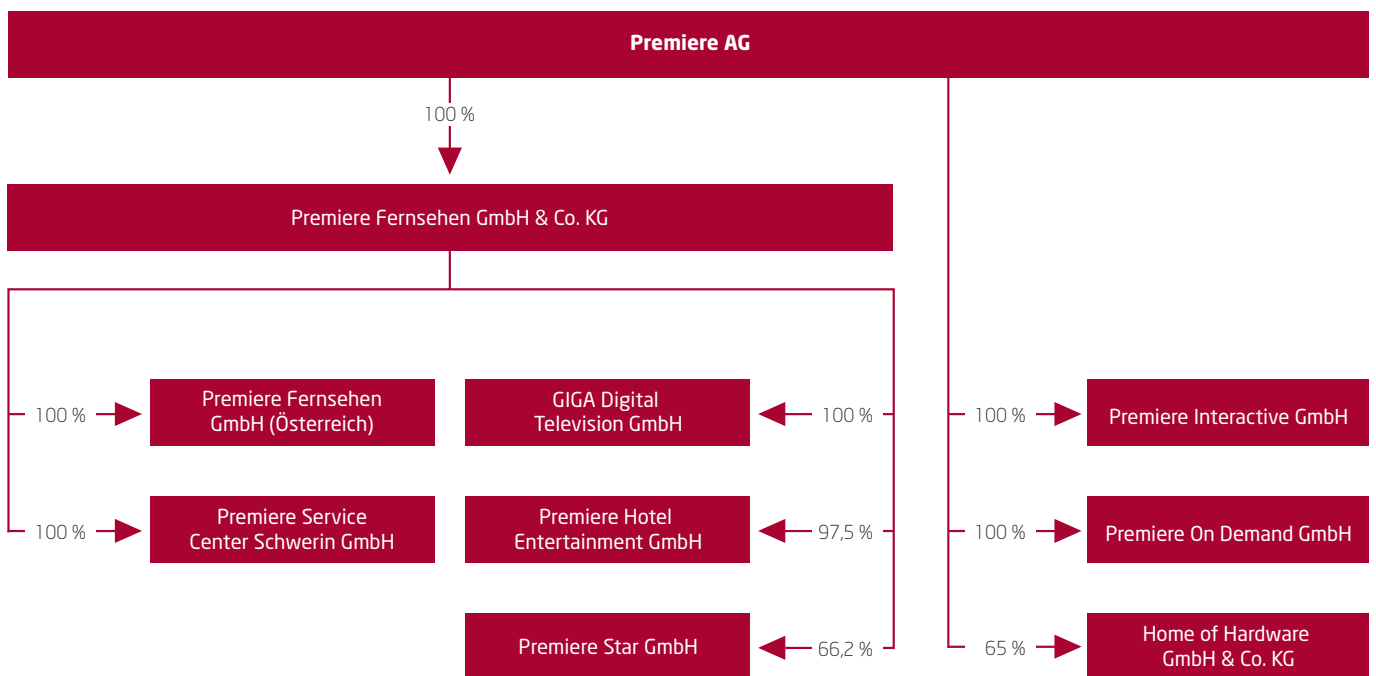 Premiere AG
100 %
Premiere Fernsehen GmbH & Co. KG
100 %
Premiere Fernsehen
GmbH (Österreich)
GIGA Digital
Television GmbH
100 %
100 %
Premiere Interactive GmbH
100 %
Premiere Service
Center Schwerin GmbH
Premiere Hotel
Entertainment GmbH
97,5 %
100 %
Premiere On Demand GmbH
Premiere Star GmbH
66,2 %
65 %
Home of Hardware
GmbH & Co. KG